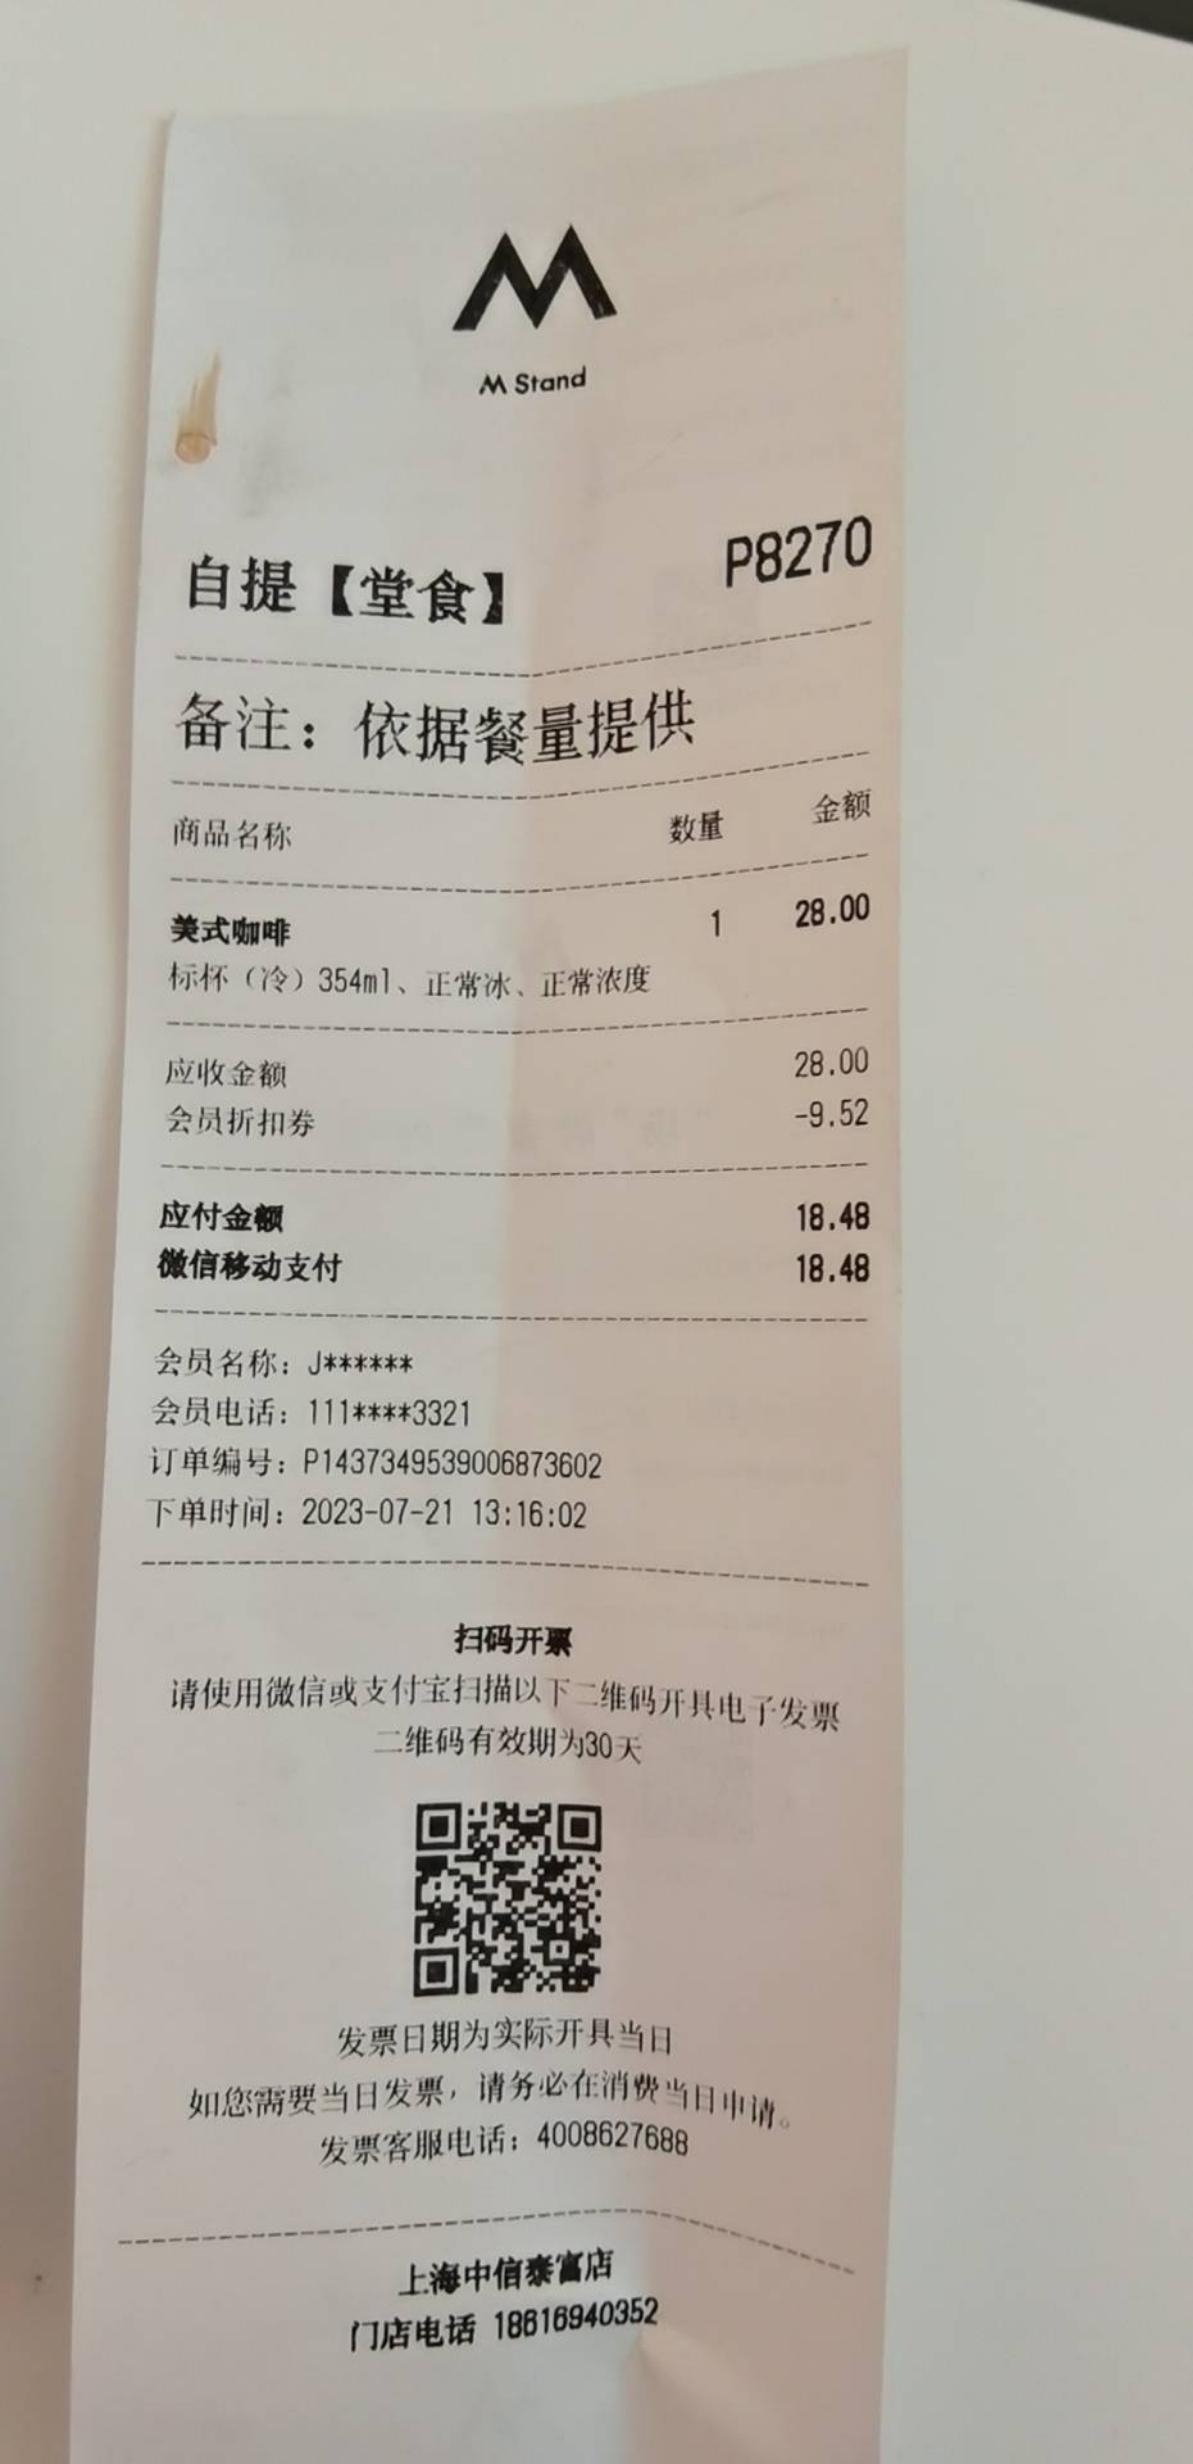 M Stand
自提【堂食】 P8270
备注：依据餐量提供
商品名称 数量 金额
美式咖啡 1 28.00
标杯（冷）354ml、正常冰、正常浓度
应收金额 28.00
会员折扣券 -9.52
应付金额 18.48
微信移动支付 18.48
会员名称：J******
会员电话：111****3321
订单编号：P1437349539006873602
下单时间：2023-07-21 13:16:02
扫码开票
请使用微信或支付宝扫描以下二维码开具电子发票
二维码有效期为30天
发票日期为实际开具当日
如您需要当日发票，请务必在消费当日申请。
发票客服电话：4008627688
上海中信泰富店
门店电话 18616940352